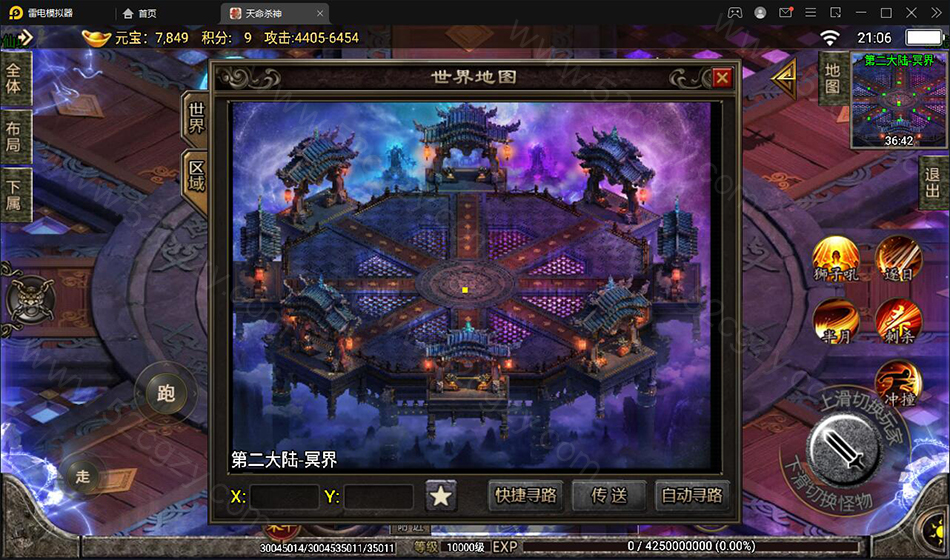 雷电模拟器 首页 天命杀神
元宝: 7,849 积分: 9 攻击:4405-6454 21:06
世界地图
全体
布局
下属
世界
区域
地图
第二大陆-冥界
36:42
退出
狮子吼 逐日
半月 刺杀
冲撞
上滑切换玩家
下滑切换怪物
跑
走
第二大陆-冥界
X: Y: 快捷寻路 传送 自动寻路
附近
30045014/3004535011/35011 等级 10000级 EXP 0 / 4250000000 (0.00%)